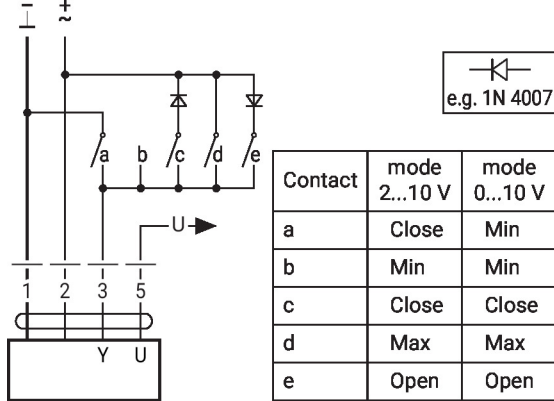 − +
⊥ ~
e.g. 1N 4007
a b c d e
U
1 2 3 5
Y U
Contact mode 2...10 V mode 0...10 V
a Close Min
b Min Min
c Close Close
d Max Max
e Open Open